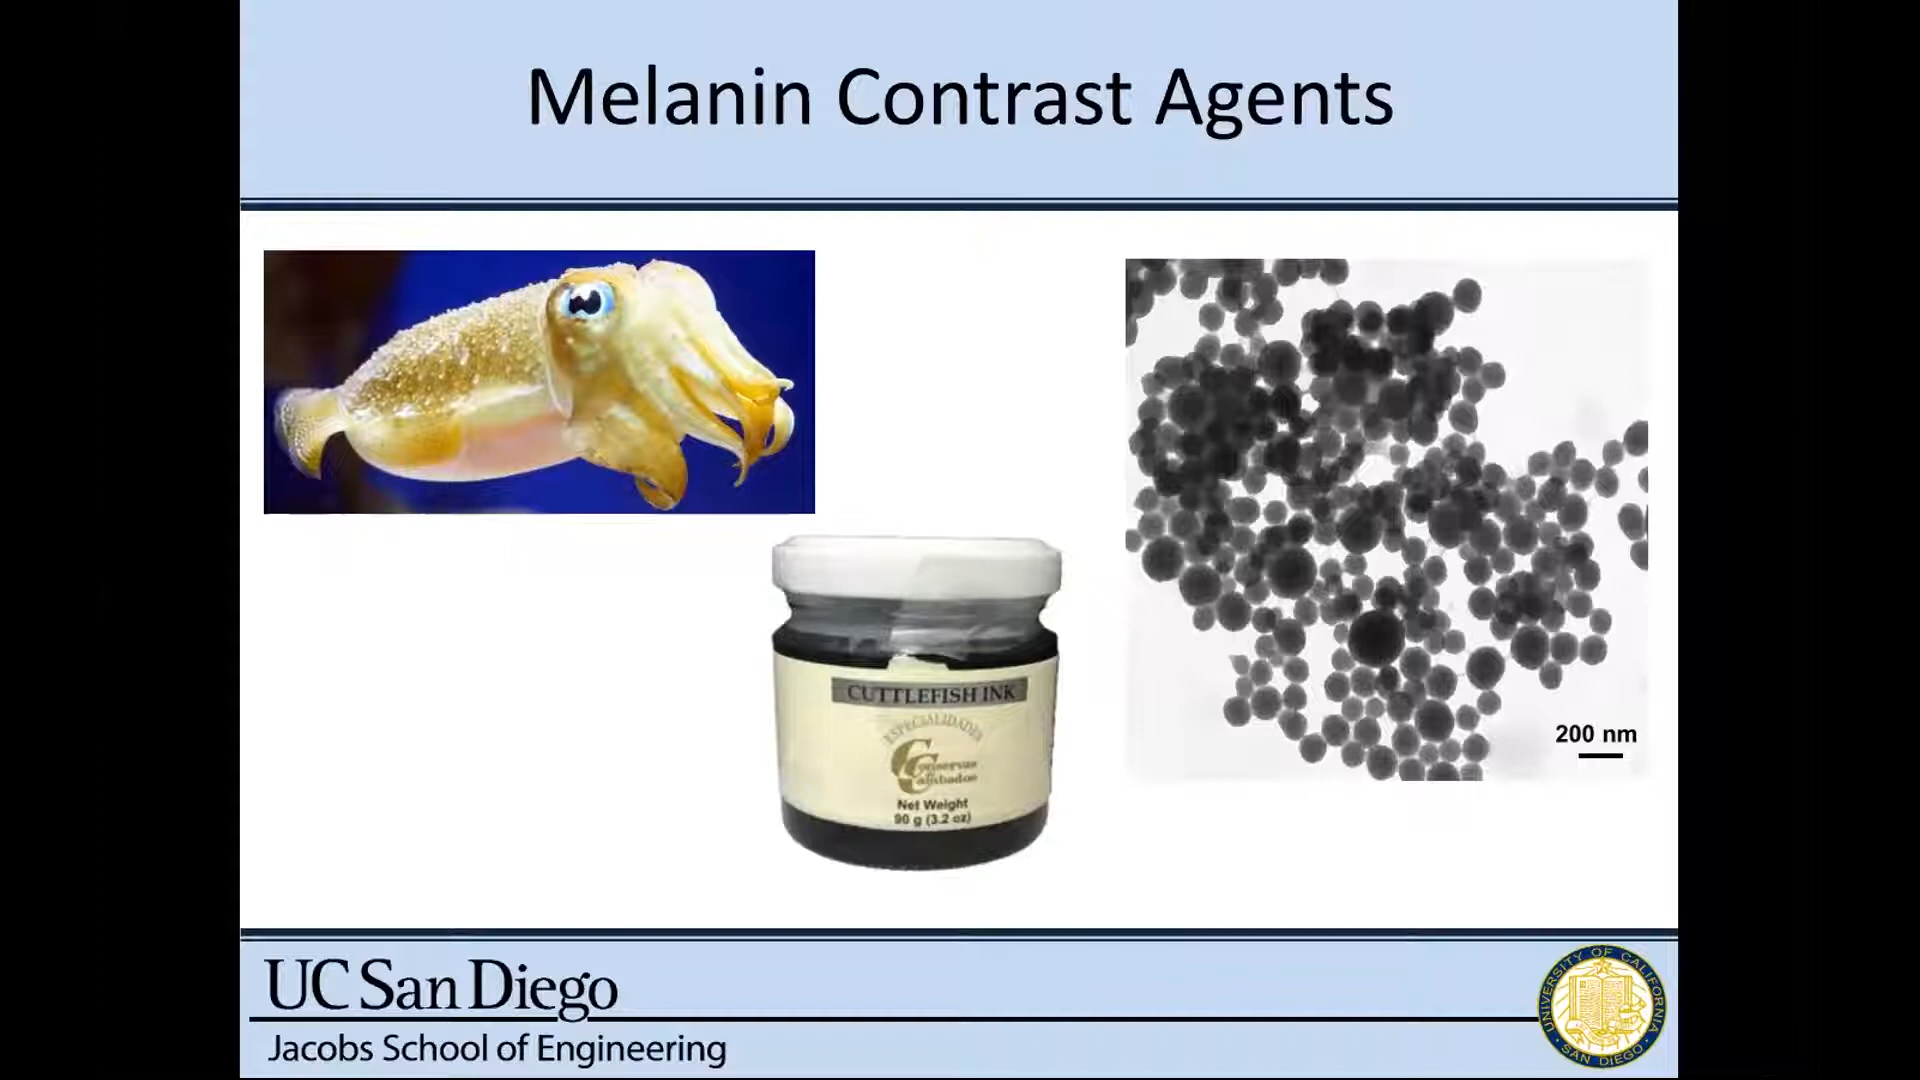 Melanin Contrast Agents
CUTTLEFISH INK
ESPECIALIDADES
Conservas
Net Weight
90 g (3.2 oz)
200 nm
UC San Diego
Jacobs School of Engineering
UNIVERSITY OF CALIFORNIA
SAN DIEGO